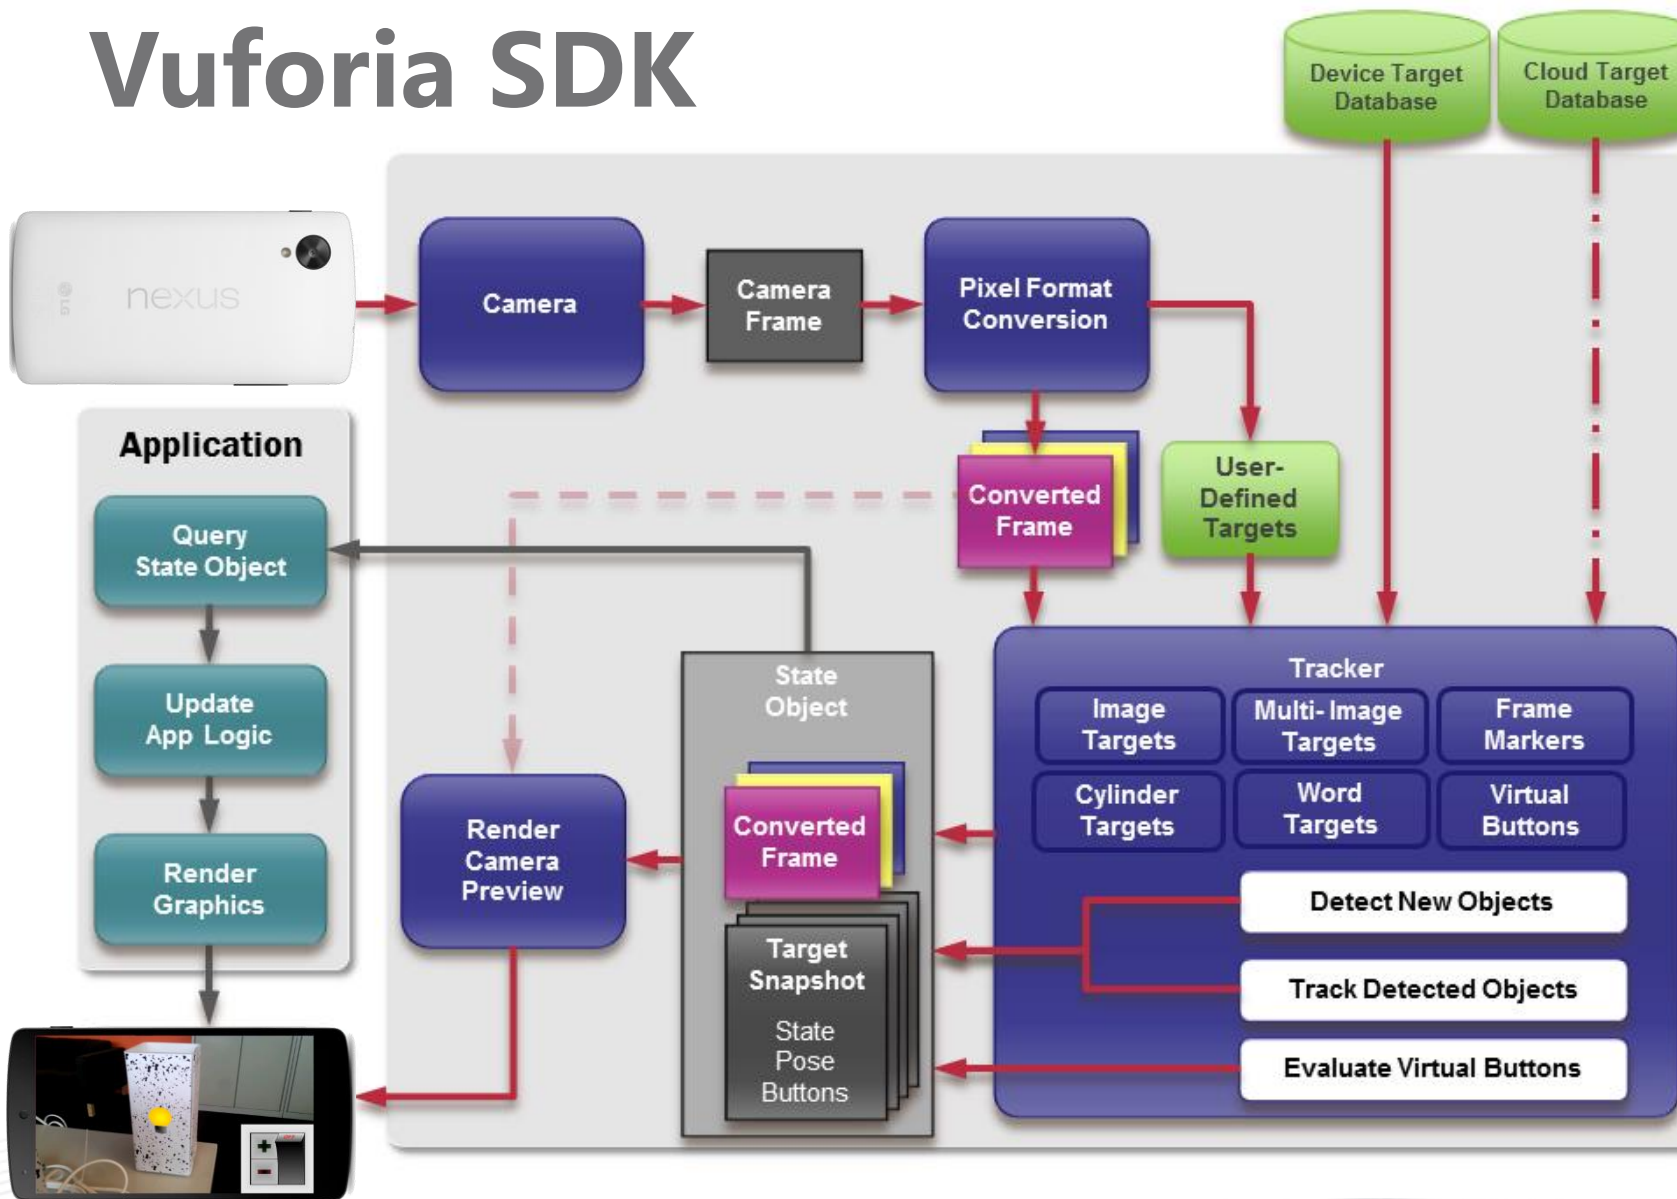 Vuforia SDK
Device Target
Database
Cloud Target
Database
nexus
LG
Camera
Camera
Frame
Pixel Format
Conversion
Application
Query
State Object
Update
App Logic
Render
Graphics
Converted
Frame
User-
Defined
Targets
State
Object
Converted
Frame
Target
Snapshot
State
Pose
Buttons
Render
Camera
Preview
Tracker
Image
Targets
Multi-Image
Targets
Frame
Markers
Cylinder
Targets
Word
Targets
Virtual
Buttons
Detect New Objects
Track Detected Objects
Evaluate Virtual Buttons